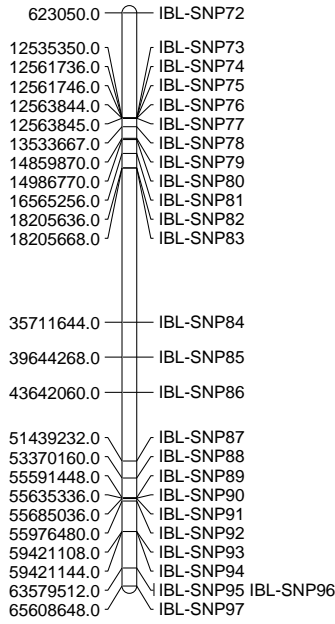 623050.0 IBL-SNP72
12535350.0 IBL-SNP73
12561736.0 IBL-SNP74
12561746.0 IBL-SNP75
12563844.0 IBL-SNP76
12563845.0 IBL-SNP77
13533667.0 IBL-SNP78
14859870.0 IBL-SNP79
14986770.0 IBL-SNP80
16565256.0 IBL-SNP81
18205636.0 IBL-SNP82
18205668.0 IBL-SNP83
35711644.0 IBL-SNP84
39644268.0 IBL-SNP85
43642060.0 IBL-SNP86
51439232.0 IBL-SNP87
53370160.0 IBL-SNP88
55591448.0 IBL-SNP89
55635336.0 IBL-SNP90
55685036.0 IBL-SNP91
55976480.0 IBL-SNP92
59421108.0 IBL-SNP93
59421144.0 IBL-SNP94
63579512.0 IBL-SNP95 IBL-SNP96
65608648.0 IBL-SNP97